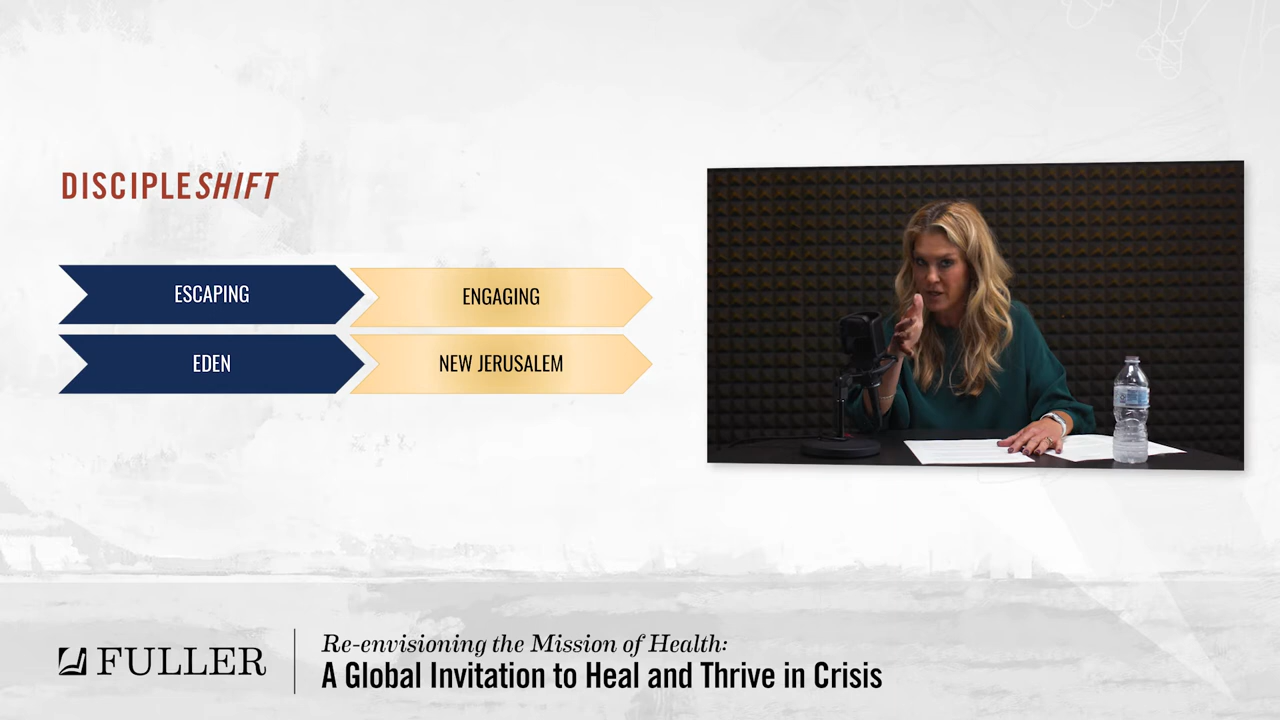 DISCIPLESHIFT
ESCAPING
ENGAGING
EDEN
NEW JERUSALEM
FULLER
Re-envisioning the Mission of Health:
A Global Invitation to Heal and Thrive in Crisis